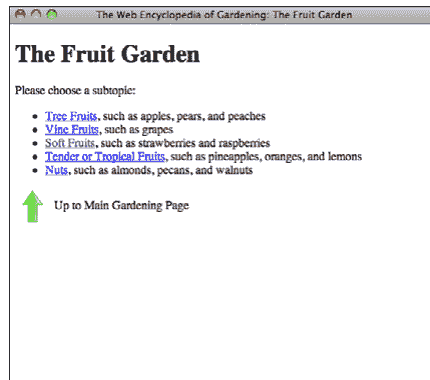 The Web Encyclopedia of Gardening: The Fruit Garden
The Fruit Garden
Please choose a subtopic:
• Tree Fruits, such as apples, pears, and peaches
• Vine Fruits, such as grapes
• Soft Fruits, such as strawberries and raspberries
• Tender or Tropical Fruits, such as pineapples, oranges, and lemons
• Nuts, such as almonds, pecans, and walnuts
Up to Main Gardening Page